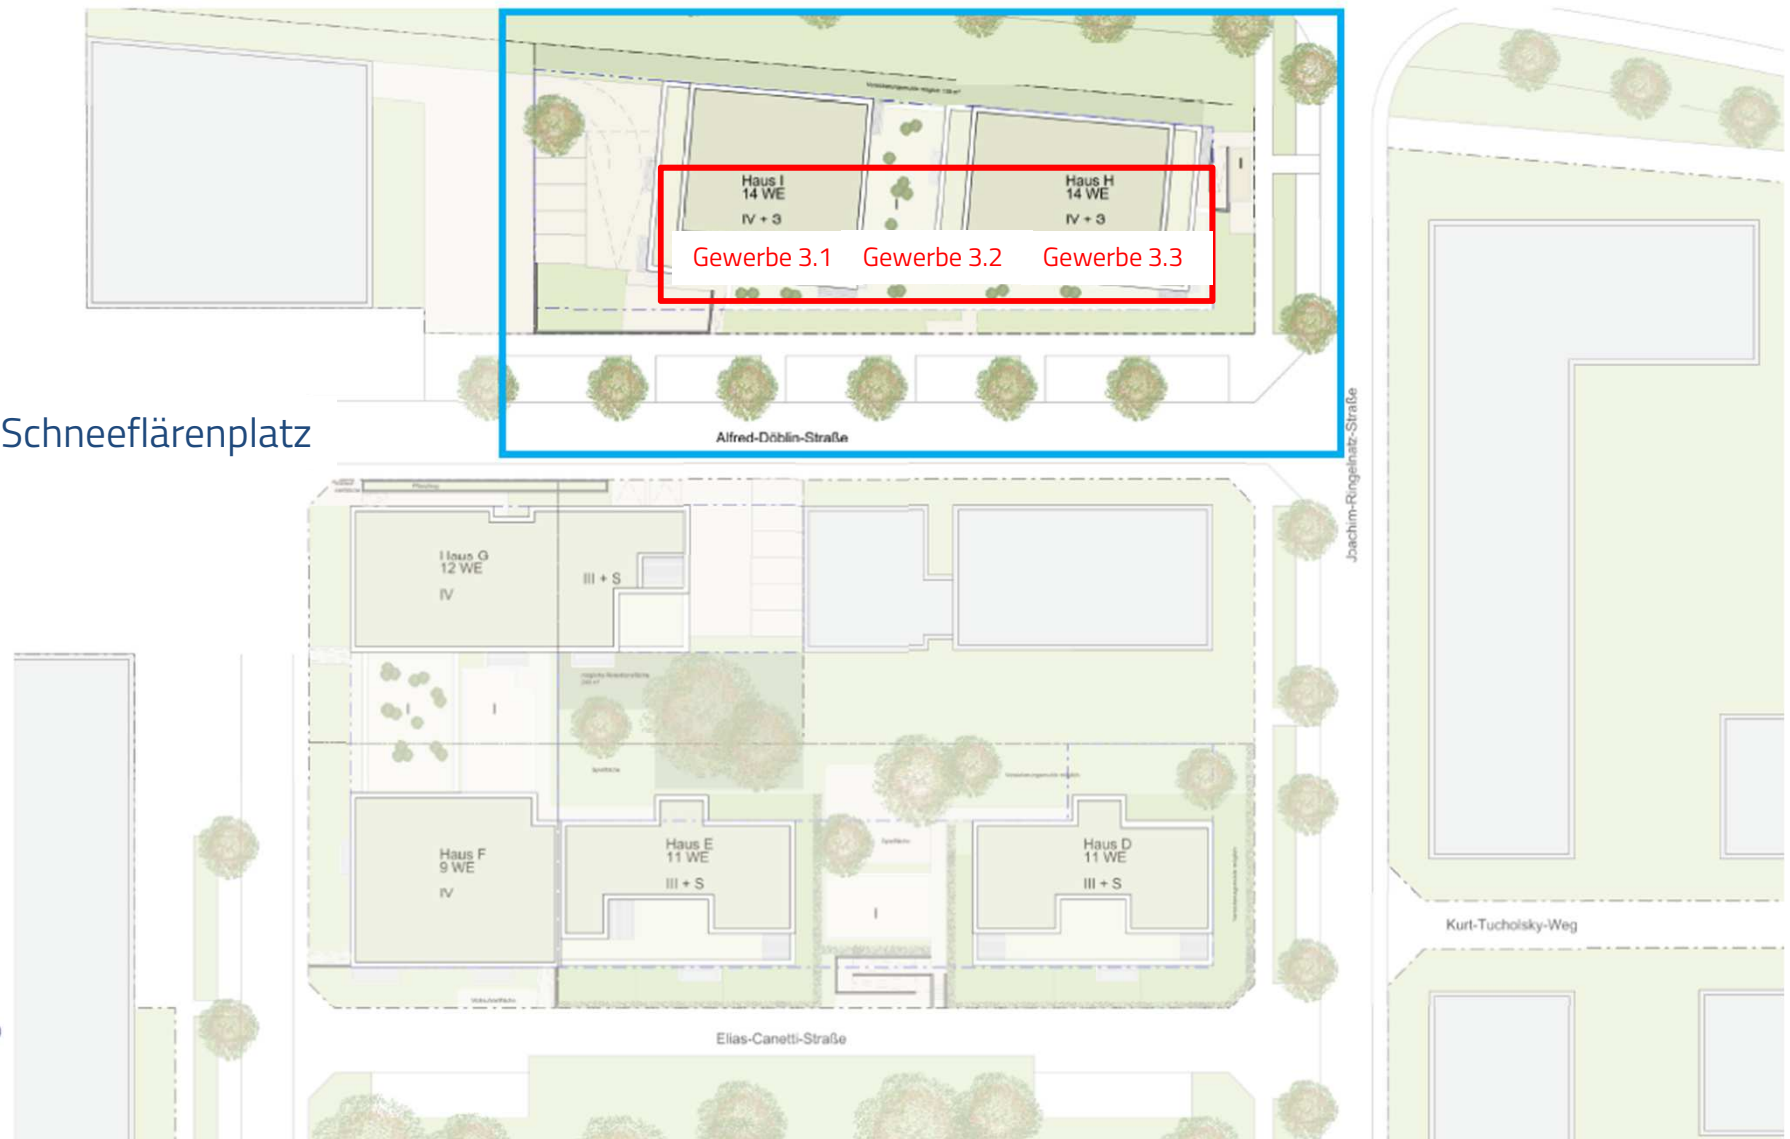 Haus I
14 WE
IV + 3
Haus H
14 WE
IV + 3
I
I
Gewerbe 3.1
Gewerbe 3.2
Gewerbe 3.3
Schneeflärenplatz
Alfred-Döblin-Straße
Joachim-Ringelnatz-Straße
Haus G
12 WE
IV
III + S
I
I
Haus F
9 WE
IV
Haus E
11 WE
III + S
Haus D
11 WE
III + S
I
Kurt-Tucholsky-Weg
Elias-Canetti-Straße